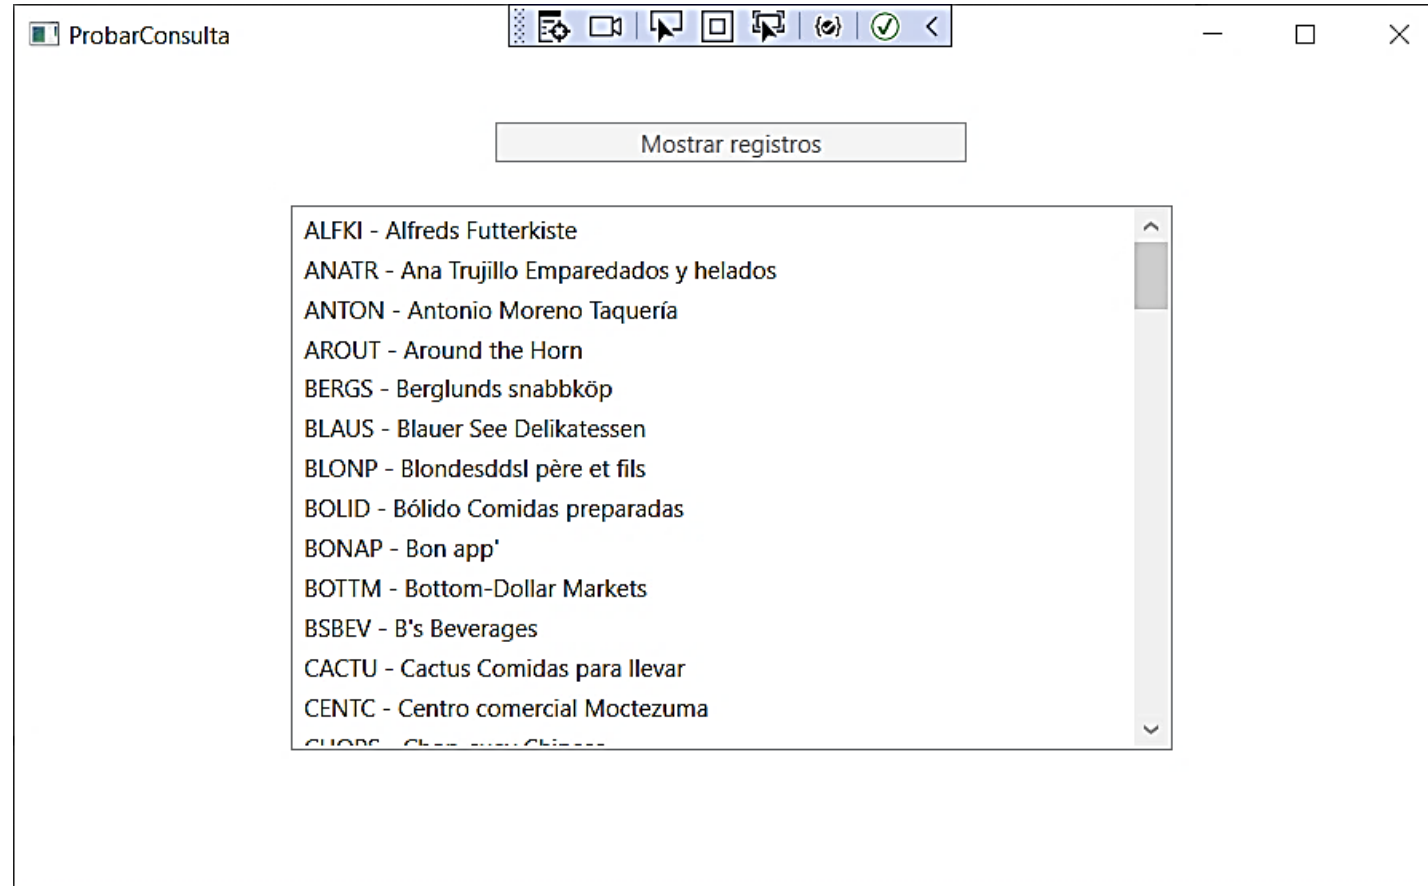 ProbarConsulta
Mostrar registros
ALFKI - Alfreds Futterkiste
ANATR - Ana Trujillo Emparedados y helados
ANTON - Antonio Moreno Taquería
AROUT - Around the Horn
BERGS - Berglunds snabbköp
BLAUS - Blauer See Delikatessen
BLONP - Blondesddsl père et fils
BOLID - Bólido Comidas preparadas
BONAP - Bon app'
BOTTM - Bottom-Dollar Markets
BSBEV - B's Beverages
CACTU - Cactus Comidas para llevar
CENTC - Centro comercial Moctezuma